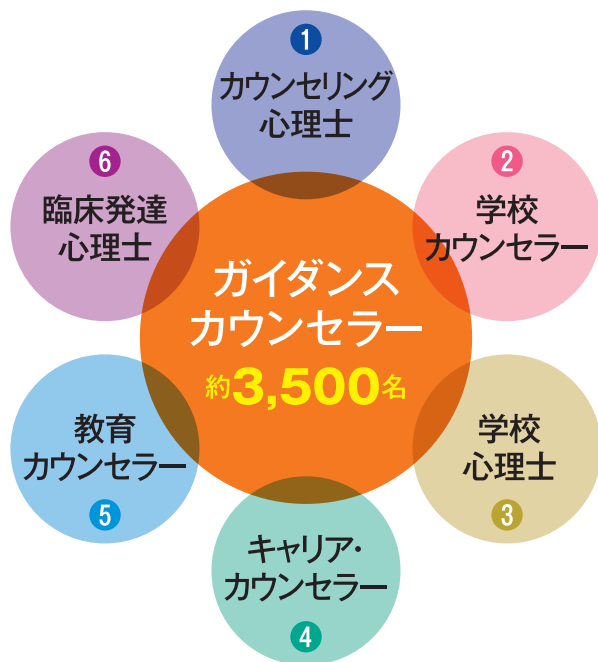 1
カウンセリング
心理士
2
学校
カウンセラー
3
学校
心理士
4
キャリア・
カウンセラー
5
教育
カウンセラー
6
臨床発達
心理士
ガイダンス
カウンセラー
約3,500名